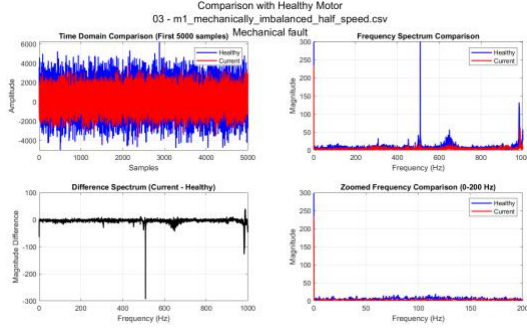 Comparison with Healthy Motor
03 - m1_mechanically_imbalanced_half_speed.csv
Mechanical fault
Time Domain Comparison (First 5000 samples)
Healthy
Current
Amplitude
6000
4000
2000
0
-2000
-4000
0 1000 2000 3000 4000 5000
Samples
Frequency Spectrum Comparison
Healthy
Current
Magnitude
300
250
200
150
100
50
0
0 200 400 600 800 1000
Frequency (Hz)
Difference Spectrum (Current - Healthy)
Magnitude Difference
100
0
-100
-200
-300
0 200 400 600 800 1000
Frequency (Hz)
Zoomed Frequency Comparison (0-200 Hz)
Healthy
Current
Magnitude
300
250
200
150
100
50
0
0 50 100 150 200
Frequency (Hz)